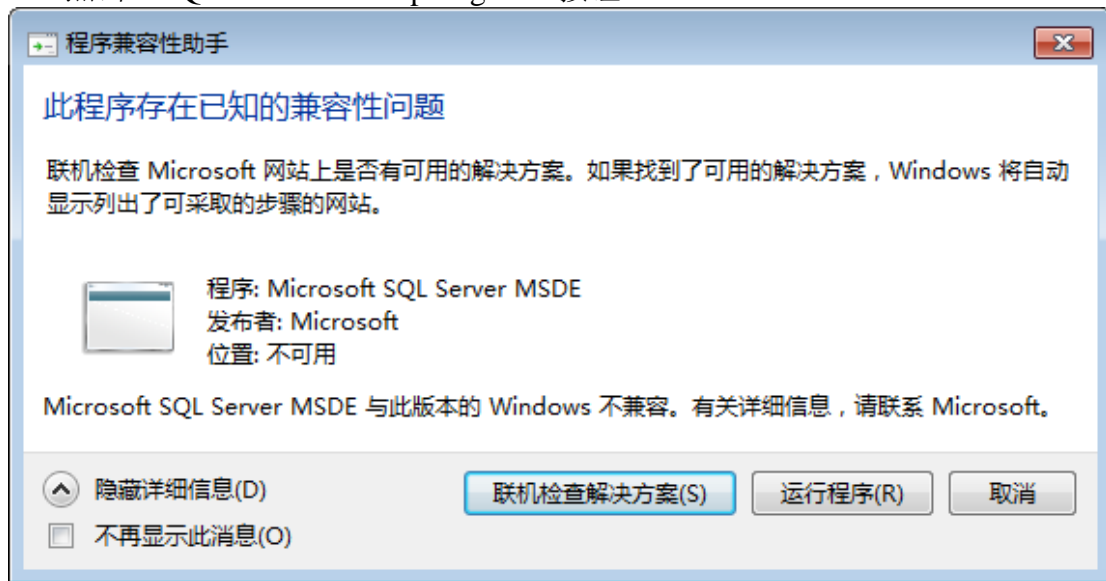 程序兼容性助手
此程序存在已知的兼容性问题
联机检查 Microsoft 网站上是否有可用的解决方案。如果找到了可用的解决方案，Windows 将自动
显示列出了可采取的步骤的网站。
程序: Microsoft SQL Server MSDE
发布者: Microsoft
位置: 不可用
Microsoft SQL Server MSDE 与此版本的 Windows 不兼容。有关详细信息，请联系 Microsoft。
隐藏详细信息(D)
联机检查解决方案(S)
运行程序(R)
取消
不再显示此消息(O)